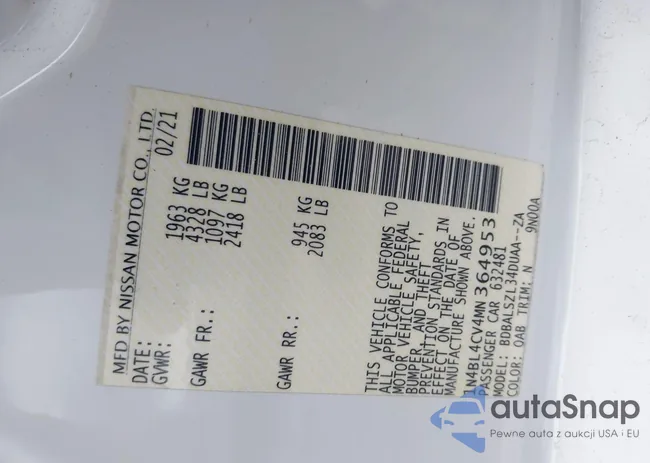 MFD BY NISSAN MOTOR CO., LTD.
DATE: 02/21
GVWR: 1963 KG
4328 LB
GAWR FR.: 1097 KG
2418 LB
GAWR RR.: 945 KG
2083 LB
THIS VEHICLE CONFORMS TO
ALL APPLICABLE FEDERAL
MOTOR VEHICLE SAFETY,
BUMPER, AND THEFT
PREVENTION STANDARDS IN
EFFECT ON THE DATE OF
MANUFACTURE SHOWN ABOVE.
1N4BL4CV4MN364953
PASSENGER CAR 632481
MODEL: BDBALSZL34DUAA--ZA
COLOR: QAB TRIM: N 9N00A
autaSnap
Pewne auta z aukcji USA i EU